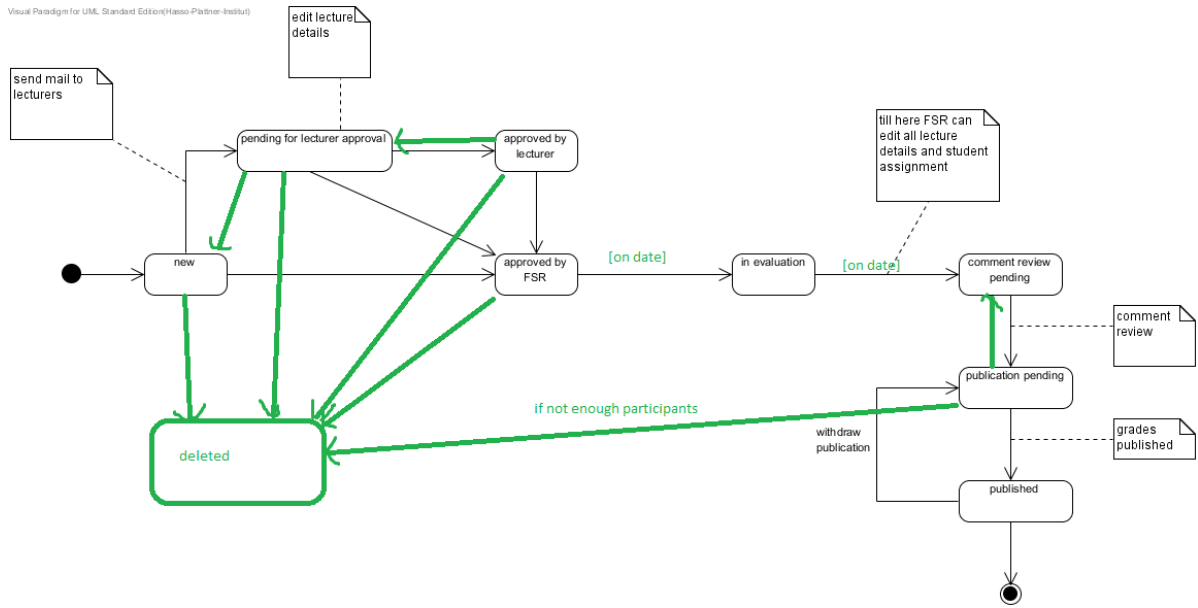 Visual Paradigm for UML Standard Edition(Hasso-Plattner-Institut)
edit lecture
details
send mail to
lecturers
pending for lecturer approval
approved by
lecturer
till here FSR can
edit all lecture
details and student
assignment
new
approved by
FSR
[on date]
in evaluation
[on date]
comment review
pending
comment
review
publication pending
if not enough participants
withdraw
publication
grades
published
deleted
published